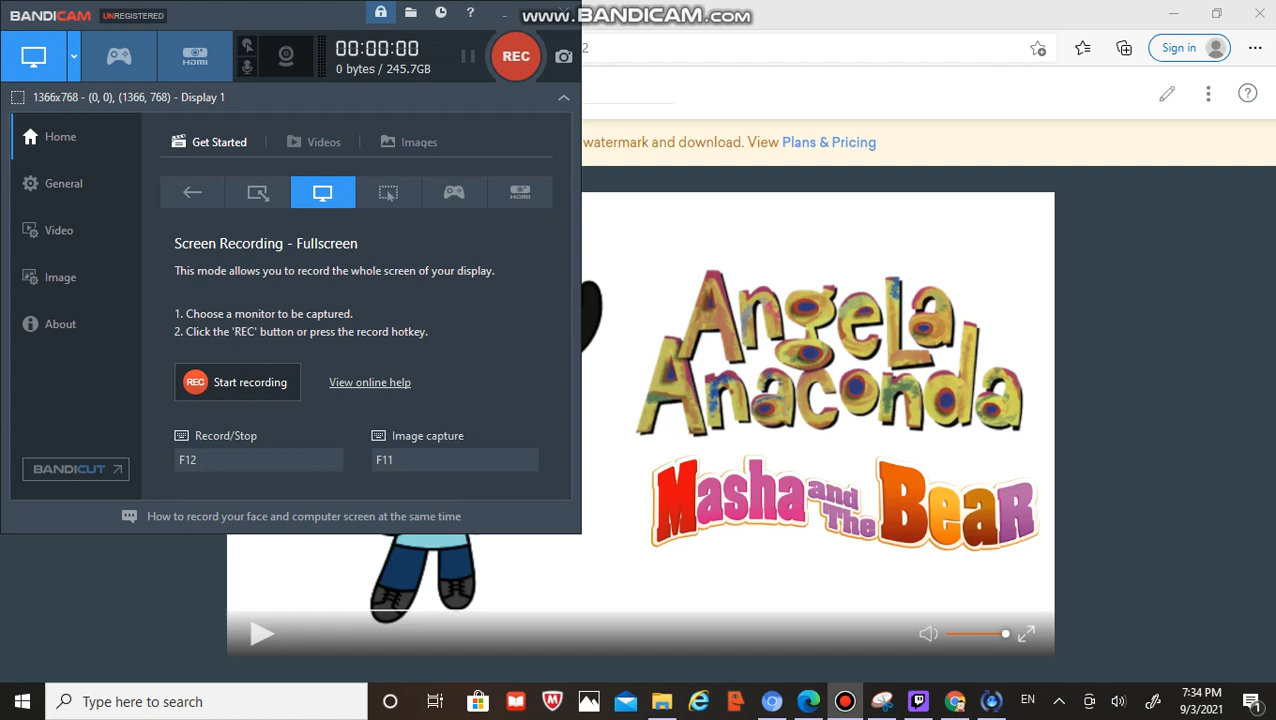 BANDICAM UNREGISTERED
www.BANDICAM.com
00:00:00
0 bytes / 245.7GB
REC
HDMI
2
Sign in
1366x768 - (0, 0), (1366, 768) - Display 1
watermark and download. View Plans & Pricing
Home
General
Video
Image
About
BANDICUT
Get Started
Videos
Images
HDMI
Screen Recording - Fullscreen
This mode allows you to record the whole screen of your display.
1. Choose a monitor to be captured.
2. Click the 'REC' button or press the record hotkey.
REC Start recording
View online help
Record/Stop
Image capture
F12
F11
How to record your face and computer screen at the same time
Angela
Anaconda
Masha and The Bear
Type here to search
EN
7:34 PM
9/3/2021
1